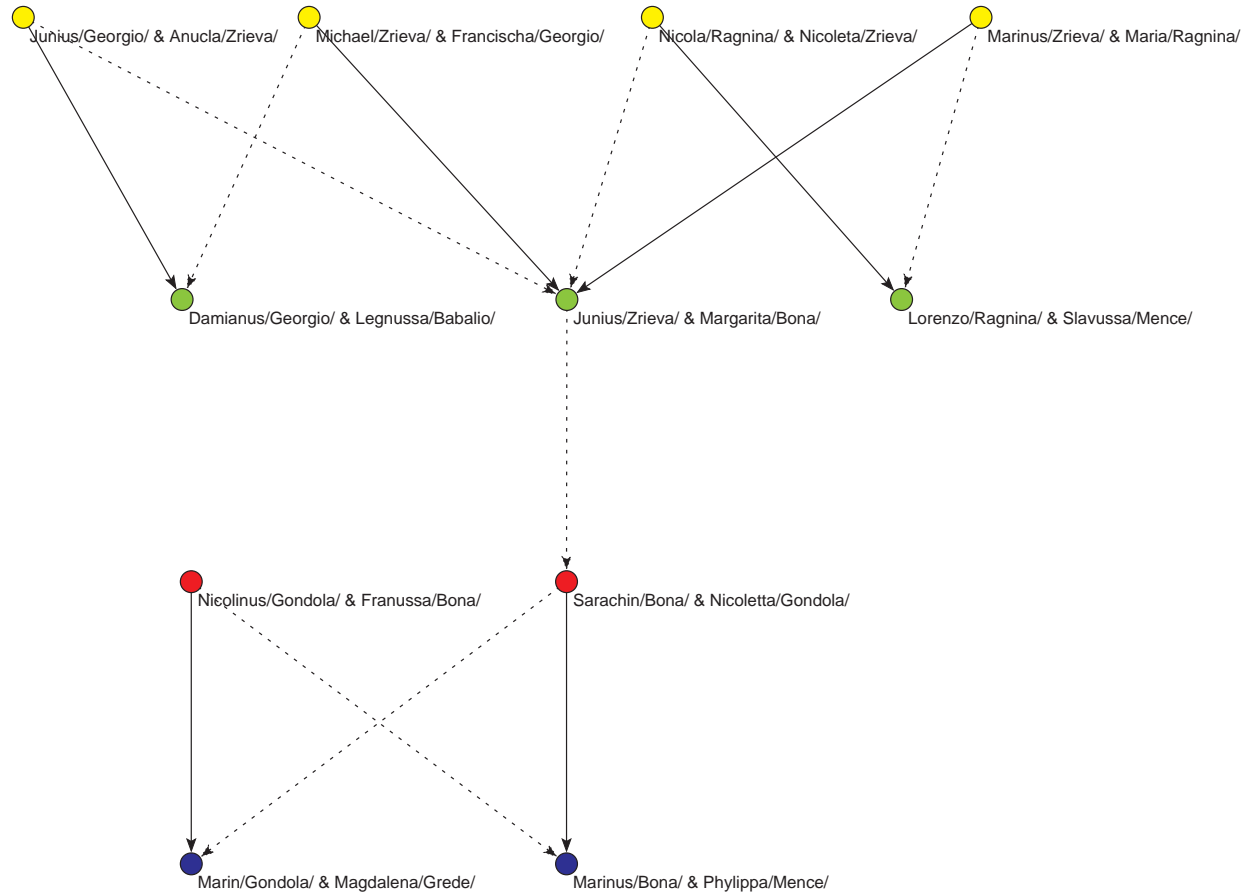 Junius/Georgio/ & Anucla/Zrieva/
Michael/Zrieva/ & Francischa/Georgio/
Nicola/Ragnina/ & Nicoleta/Zrieva/
Marinus/Zrieva/ & Maria/Ragnina/
Damianus/Georgio/ & Legnussa/Babalio/
Junius/Zrieva/ & Margarita/Bona/
Lorenzo/Ragnina/ & Slavussa/Mence/
Nicolinus/Gondola/ & Franussa/Bona/
Sarachin/Bona/ & Nicoletta/Gondola/
Marin/Gondola/ & Magdalena/Grede/
Marinus/Bona/ & Phylippa/Mence/